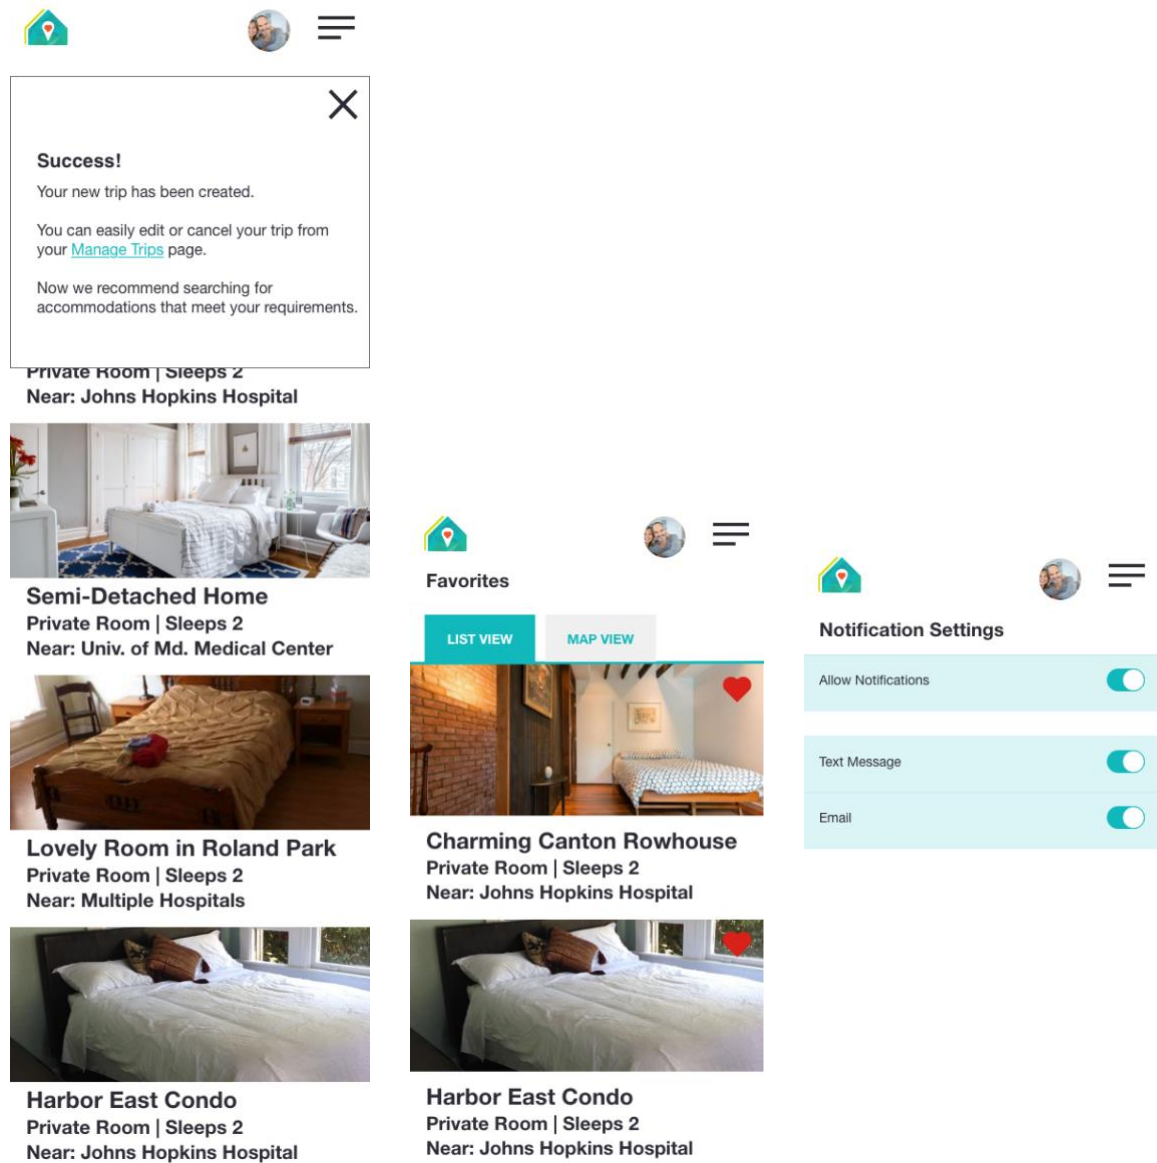 Success!
Your new trip has been created.
You can easily edit or cancel your trip from
your Manage Trips page.
Now we recommend searching for
accommodations that meet your requirements.
Private Room | Sleeps 2
Near: Johns Hopkins Hospital
Semi-Detached Home
Private Room | Sleeps 2
Near: Univ. of Md. Medical Center
Lovely Room in Roland Park
Private Room | Sleeps 2
Near: Multiple Hospitals
Harbor East Condo
Private Room | Sleeps 2
Near: Johns Hopkins Hospital
Favorites
LIST VIEW
MAP VIEW
Charming Canton Rowhouse
Private Room | Sleeps 2
Near: Johns Hopkins Hospital
Harbor East Condo
Private Room | Sleeps 2
Near: Johns Hopkins Hospital
Notification Settings
Allow Notifications
Text Message
Email